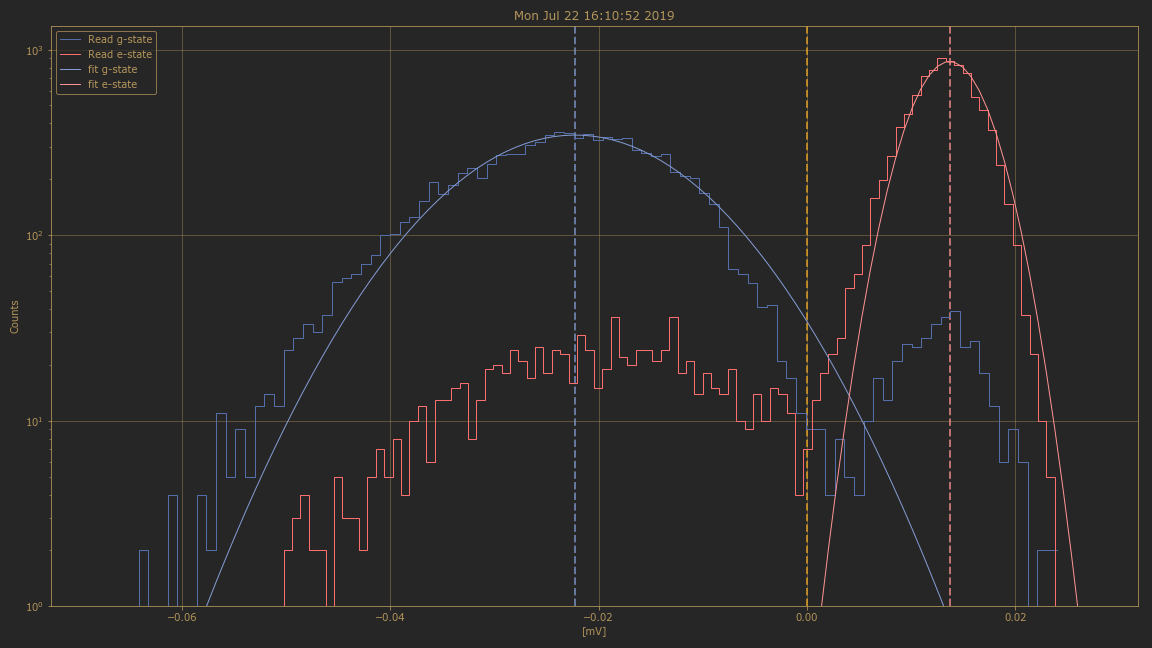 Mon Jul 22 16:10:52 2019
Read g-state
Read e-state
fit g-state
fit e-state
10³
10²
10¹
10⁰
Counts
−0.06
−0.04
−0.02
0.00
0.02
[mV]